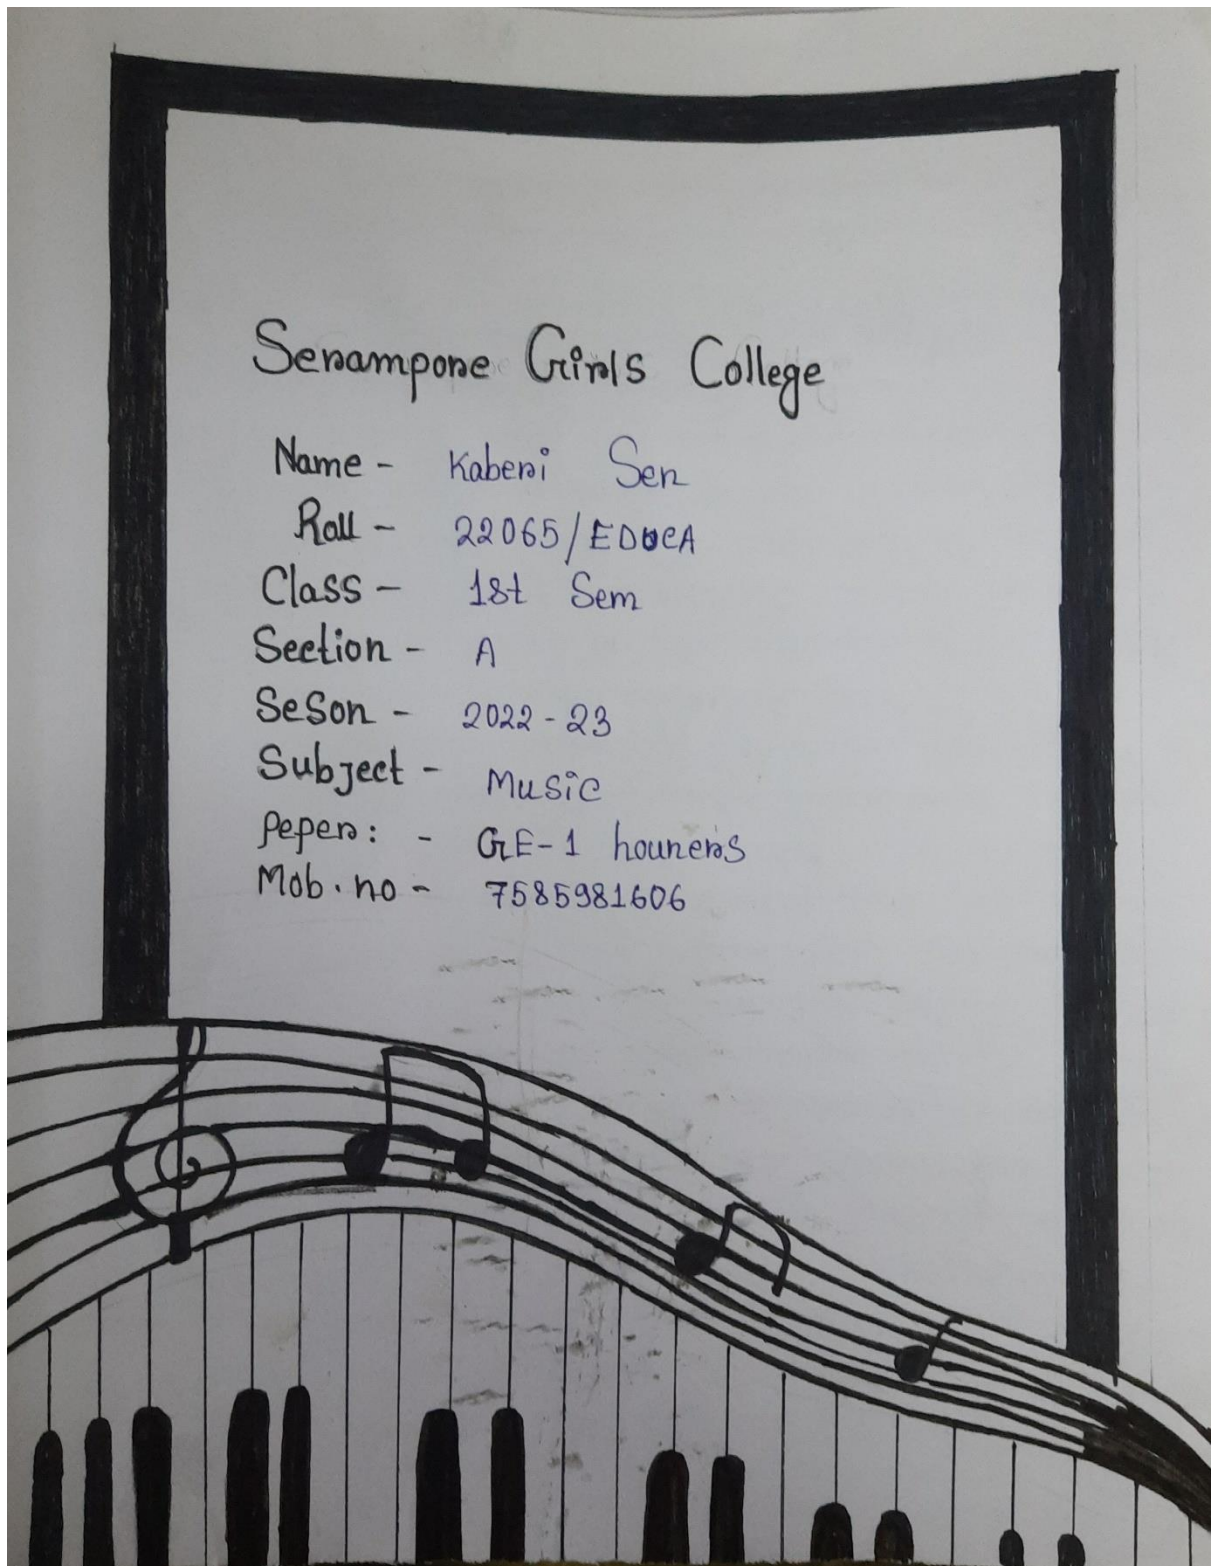 Serampore Girls College
Name - Kaberi Sen
Roll - 22065/EDUCA
Class - 1st Sem
Section - A
SeSon - 2022-23
Subject - Music
Peper: - GE-1 houners
Mob. no - 7585981606